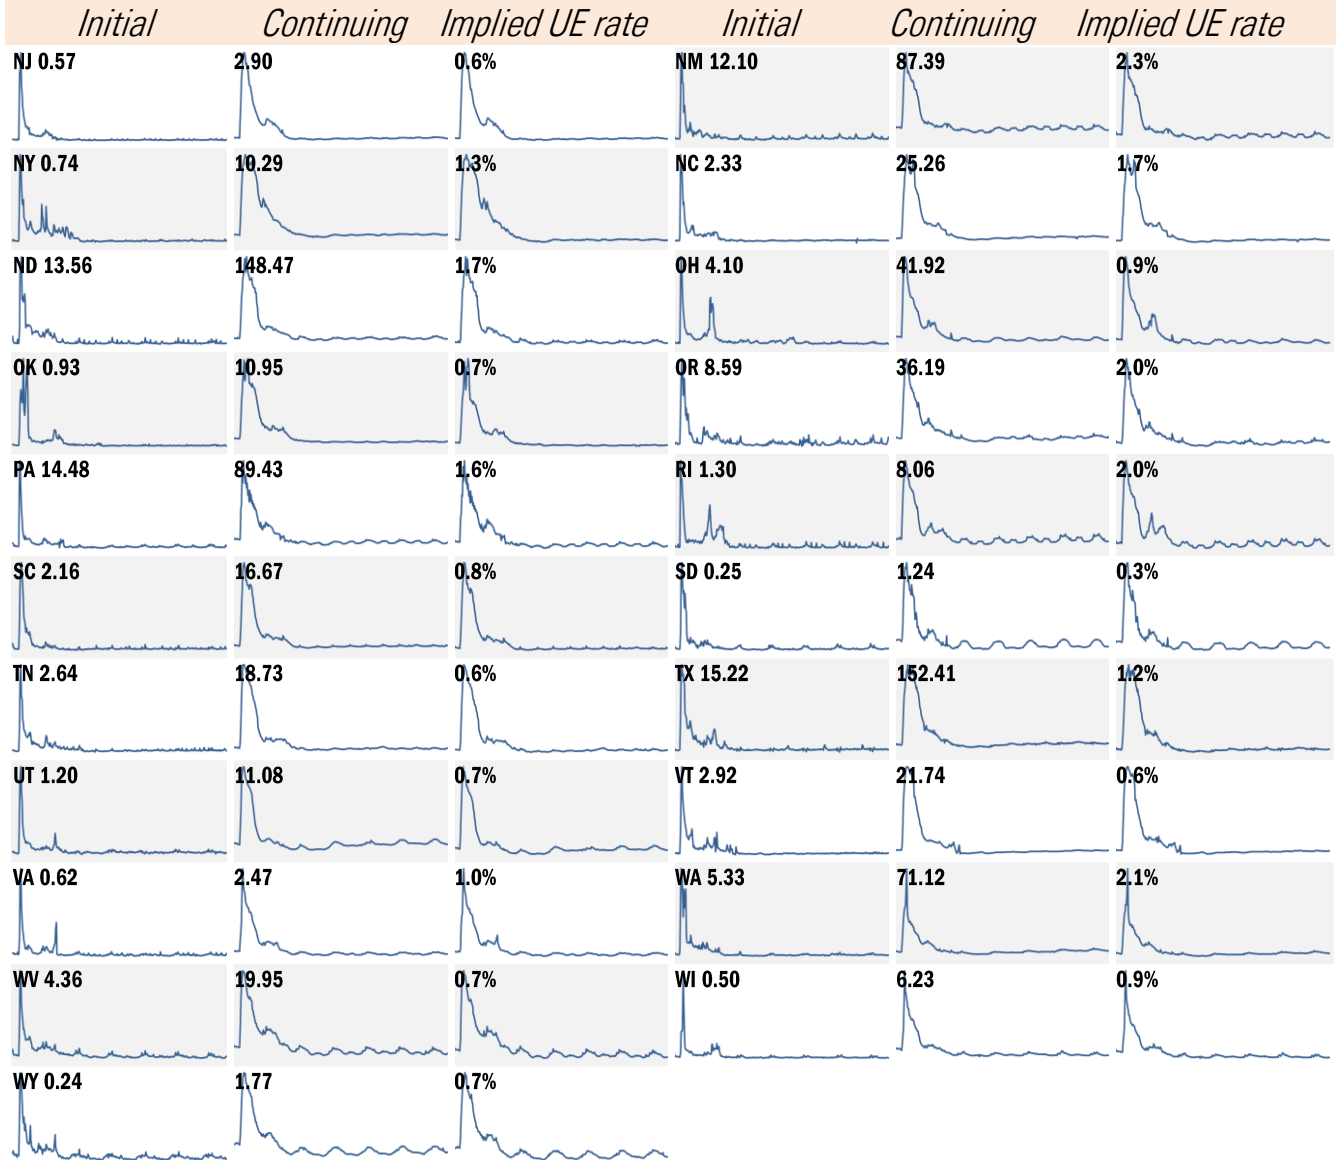 Initial Continuing Implied UE rate Initial Continuing Implied UE rate
NJ 0.57 2.90 0.6% NM 12.10 87.39 2.3%
NY 0.74 10.29 1.3% NC 2.33 25.26 1.7%
ND 13.56 148.47 1.7% OH 4.10 41.92 0.9%
OK 0.93 10.95 0.7% OR 8.59 36.19 2.0%
PA 14.48 89.43 1.6% RI 1.30 8.06 2.0%
SC 2.16 16.67 0.8% SD 0.25 1.24 0.3%
TN 2.64 18.73 0.6% TX 15.22 152.41 1.2%
UT 1.20 11.08 0.7% VT 2.92 21.74 0.6%
VA 0.62 2.47 1.0% WA 5.33 71.12 2.1%
WV 4.36 19.95 0.7% WI 0.50 6.23 0.9%
WY 0.24 1.77 0.7%